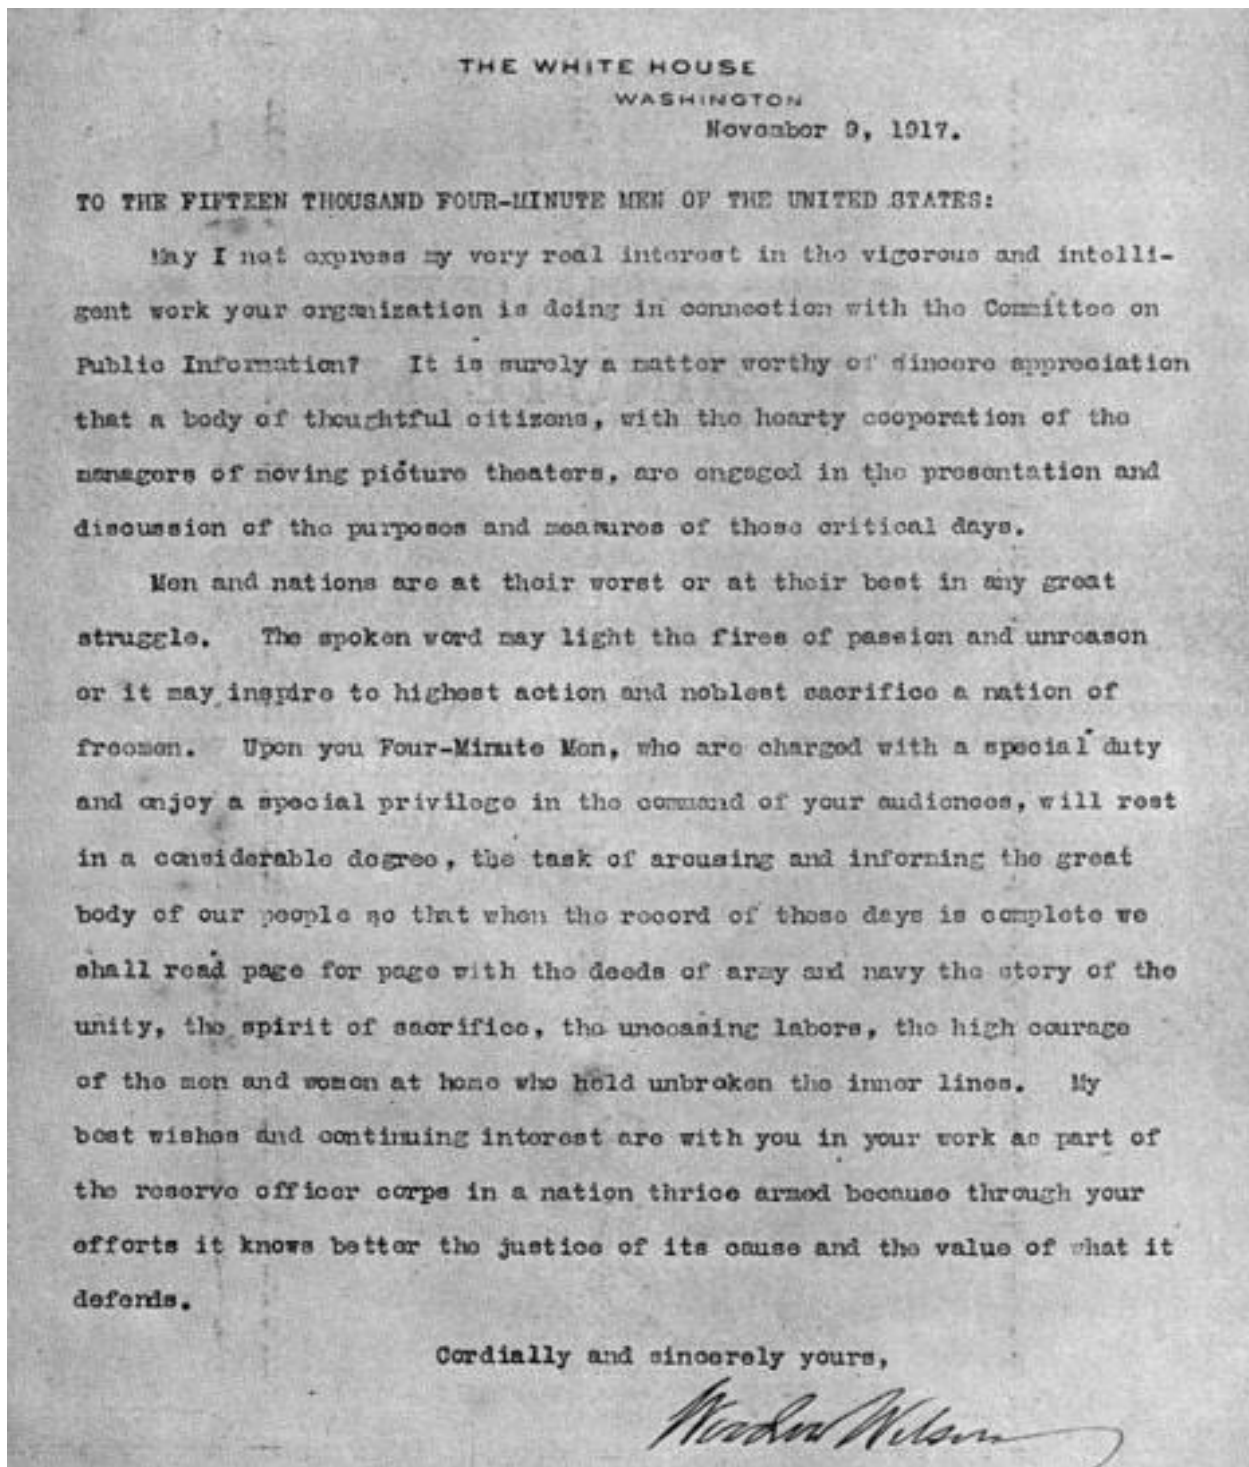 THE WHITE HOUSE
WASHINGTON
November 9, 1917.
TO THE FIFTEEN THOUSAND FOUR-MINUTE MEN OF THE UNITED STATES:
May I not express my very real interest in the vigorous and intelli-
gent work your organization is doing in connection with the Committee on
Public Information? It is surely a matter worthy of sincere appreciation
that a body of thoughtful citizens, with the hearty cooperation of the
managers of moving picture theaters, are engaged in the presentation and
discussion of the purposes and measures of these critical days.
Men and nations are at their worst or at their best in any great
struggle. The spoken word may light the fires of passion and unreason
or it may inspire to highest action and noblest sacrifice a nation of
freemen. Upon you Four-Minute Men, who are charged with a special duty
and enjoy a special privilege in the command of your audiences, will rest
in a considerable degree, the task of arousing and informing the great
body of our people so that when the record of these days is complete we
shall read page for page with the deeds of army and navy the story of the
unity, the spirit of sacrifice, the unceasing labors, the high courage
of the men and women at home who held unbroken the inner lines. My
best wishes and continuing interest are with you in your work as part of
the reserve officer corps in a nation thrice armed because through your
efforts it knows better the justice of its cause and the value of what it
defends.
Cordially and sincerely yours,
Woodrow Wilson